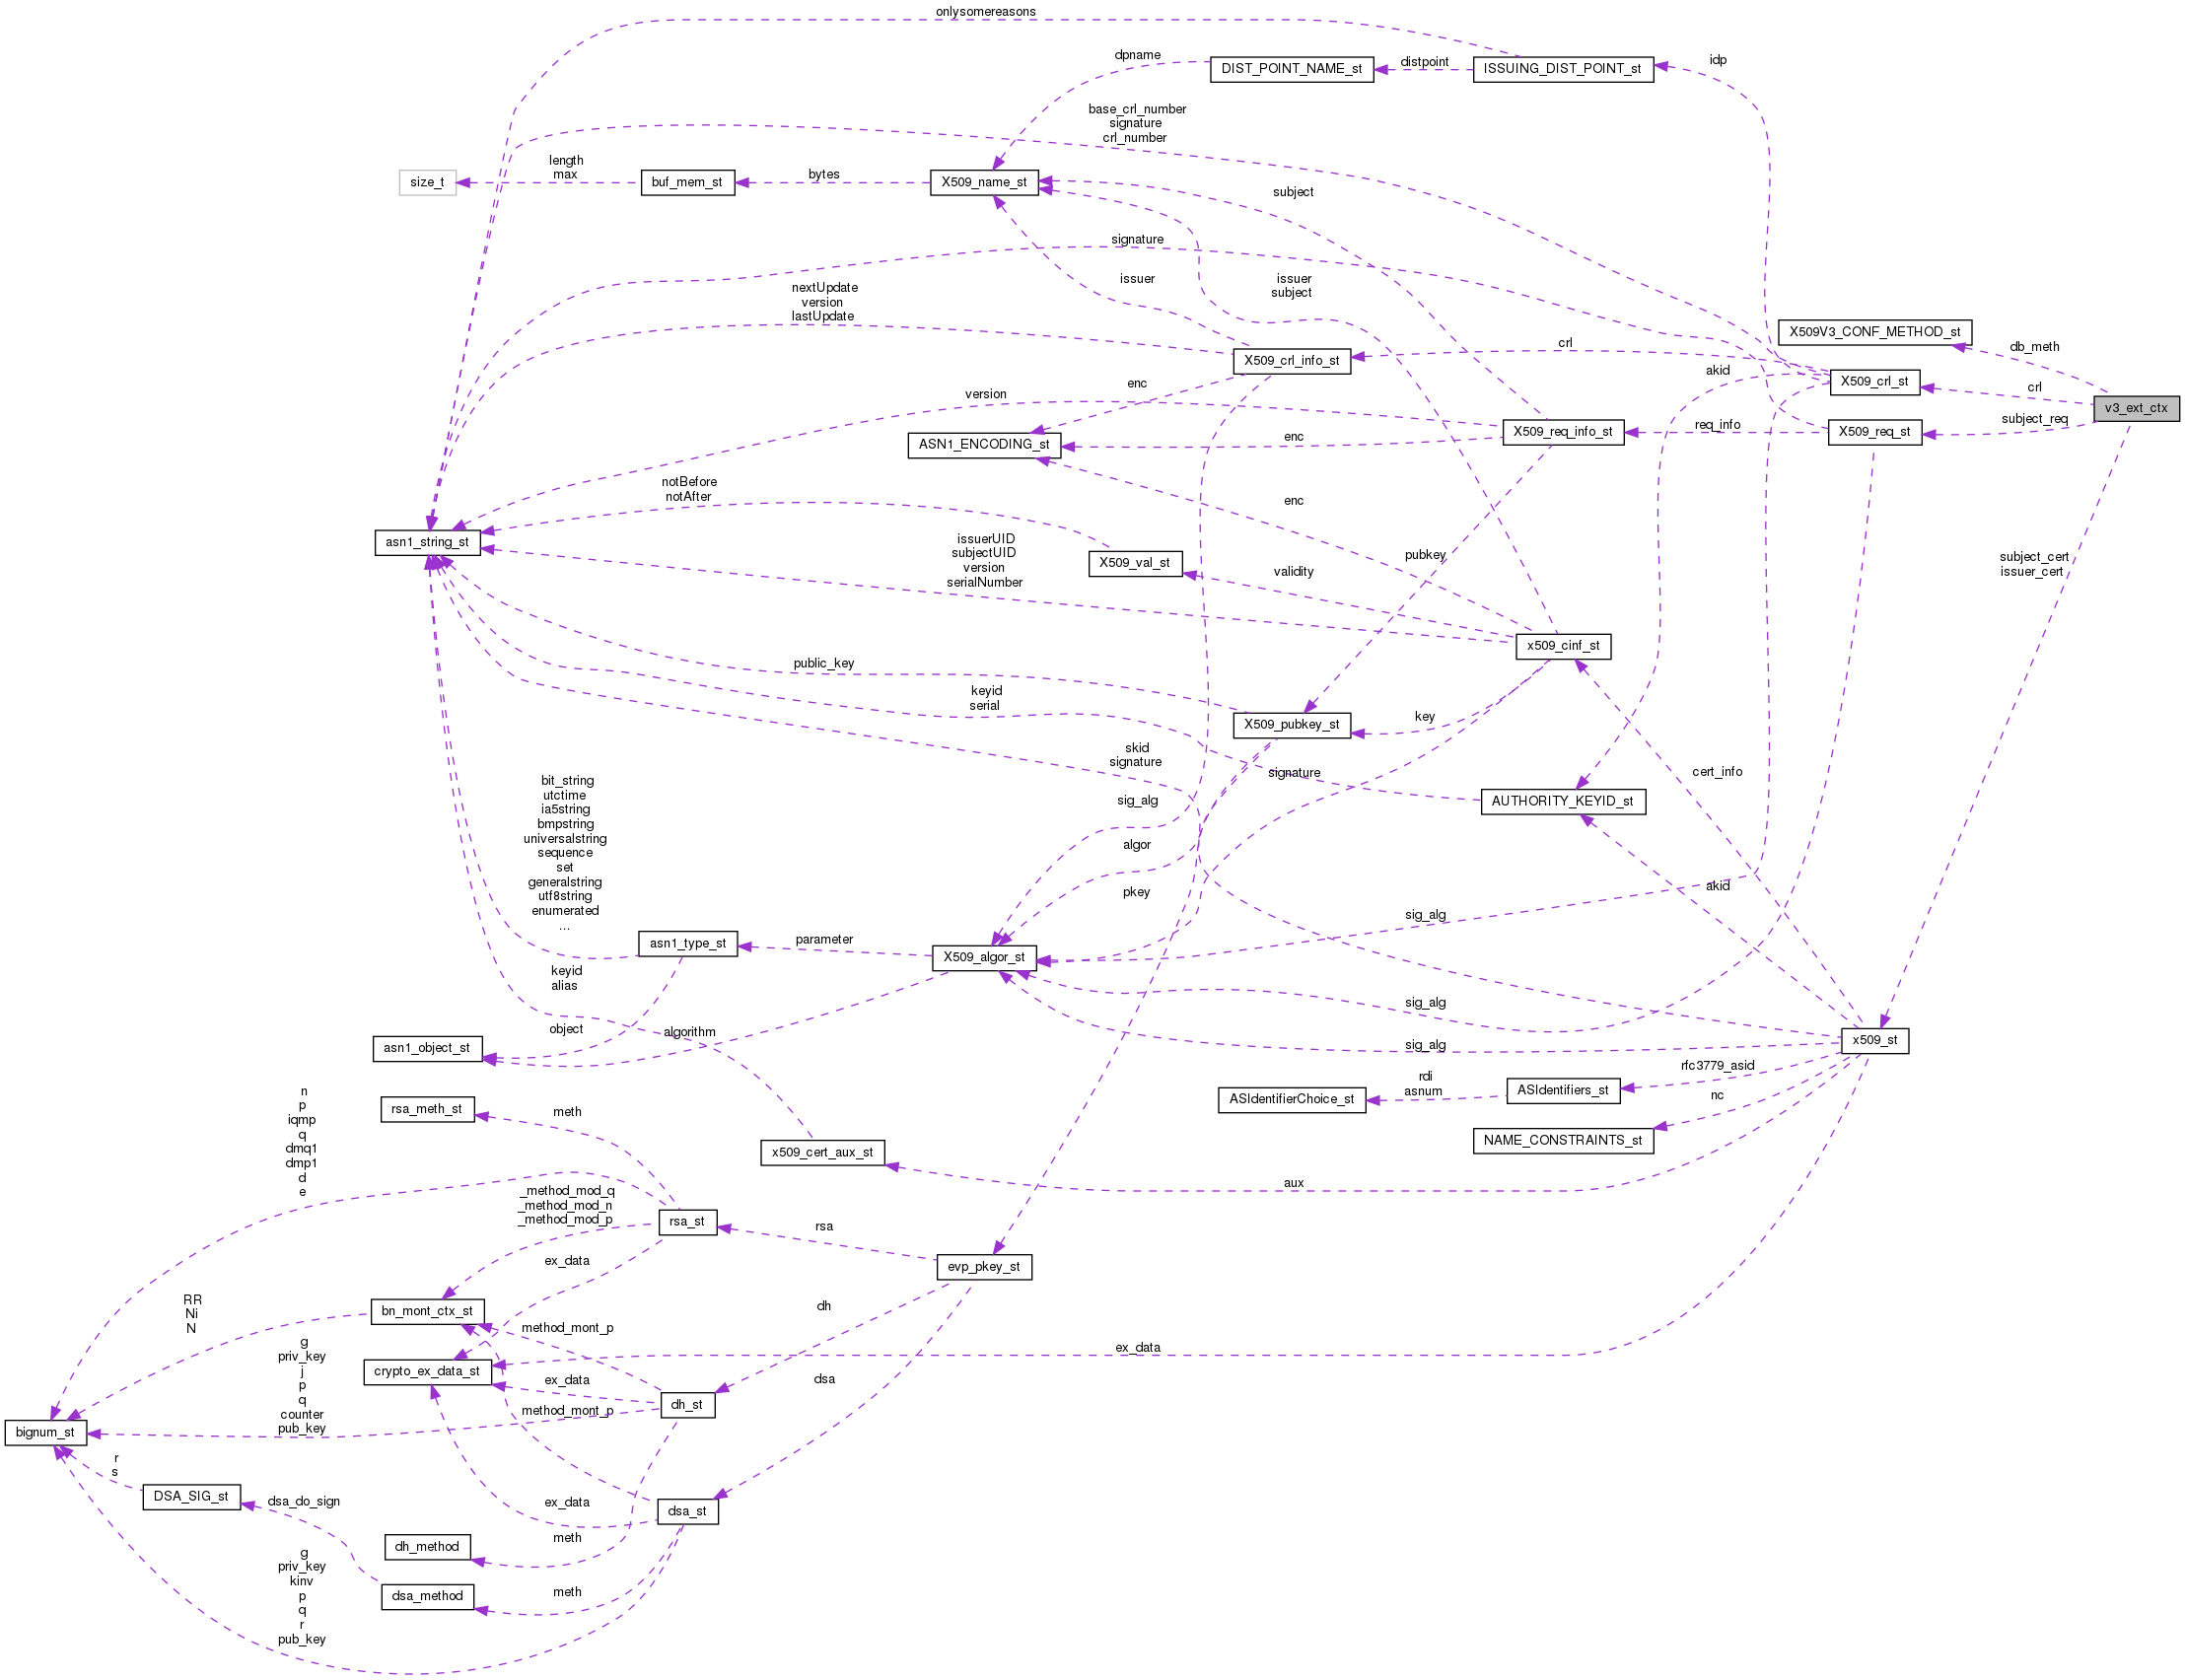 onlysomereasons
dpname
DIST_POINT_NAME_st
distpoint
ISSUING_DIST_POINT_st
idp
base_crl_number
signature
crl_number
size_t
length
max
buf_mem_st
bytes
X509_name_st
subject
signature
issuer
issuer
subject
nextUpdate
version
lastUpdate
X509V3_CONF_METHOD_st
db_meth
X509_crl_info_st
crl
akid
X509_crl_st
crl
v3_ext_ctx
enc
version
ASN1_ENCODING_st
enc
X509_req_info_st
req_info
X509_req_st
subject_req
notBefore
notAfter
enc
asn1_string_st
issuerUID
subjectUID
version
serialNumber
X509_val_st
validity
pubkey
subject_cert
issuer_cert
x509_cinf_st
public_key
keyid
serial
X509_pubkey_st
key
skid
signature
signature
cert_info
AUTHORITY_KEYID_st
bit_string
utctime
ia5string
bmpstring
universalstring
sequence
set
generalstring
utf8string
enumerated
...
sig_alg
algor
pkey
akid
sig_alg
asn1_type_st
parameter
X509_algor_st
keyid
alias
sig_alg
asn1_object_st
object
algorithm
sig_alg
x509_st
rfc3779_asid
rdi
asnum
ASIdentifierChoice_st
ASIdentifiers_st
nc
n
p
iqmp
q
dmq1
dmp1
d
e
rsa_meth_st
meth
x509_cert_aux_st
NAME_CONSTRAINTS_st
aux
_method_mod_q
_method_mod_n
_method_mod_p
rsa_st
rsa
evp_pkey_st
ex_data
RR
Ni
N
bn_mont_ctx_st
method_mont_p
dh
ex_data
g
priv_key
j
p
q
counter
pub_key
crypto_ex_data_st
ex_data
dh_st
dsa
method_mont_p
bignum_st
r
s
DSA_SIG_st
dsa_do_sign
ex_data
dsa_st
dh_method
meth
g
priv_key
kinv
p
q
r
pub_key
dsa_method
meth